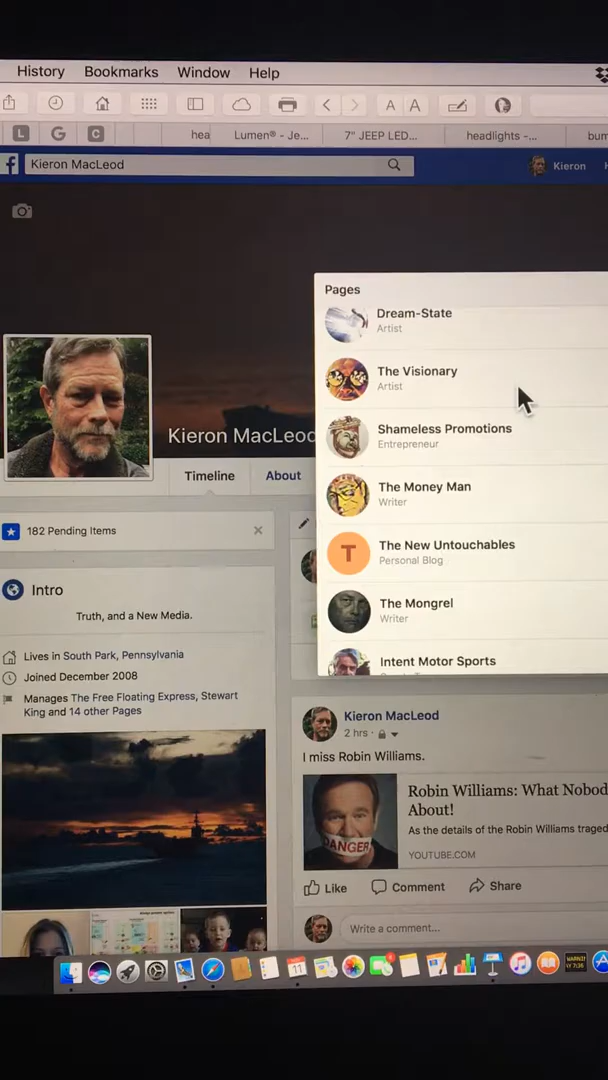 History Bookmarks Window Help
A A
L G C hea Lumen® - Je... 7" JEEP LED... headlights -...
f Kieron MacLeod Kieron
Pages
Dream-State
Artist
The Visionary
Artist
Shameless Promotions
Entrepreneur
The Money Man
Writer
T The New Untouchables
Personal Blog
The Mongrel
Writer
Intent Motor Sports
Kieron MacLeod
Timeline About
182 Pending Items
Intro
Truth, and a New Media.
Lives in South Park, Pennsylvania
Joined December 2008
Manages The Free Floating Express, Stewart
King and 14 other Pages
Kieron MacLeod
2 hrs ·
I miss Robin Williams.
DANGER
Robin Williams: What Nobod
About!
As the details of the Robin Williams traged
YOUTUBE.COM
Like Comment Share
Write a comment...
11